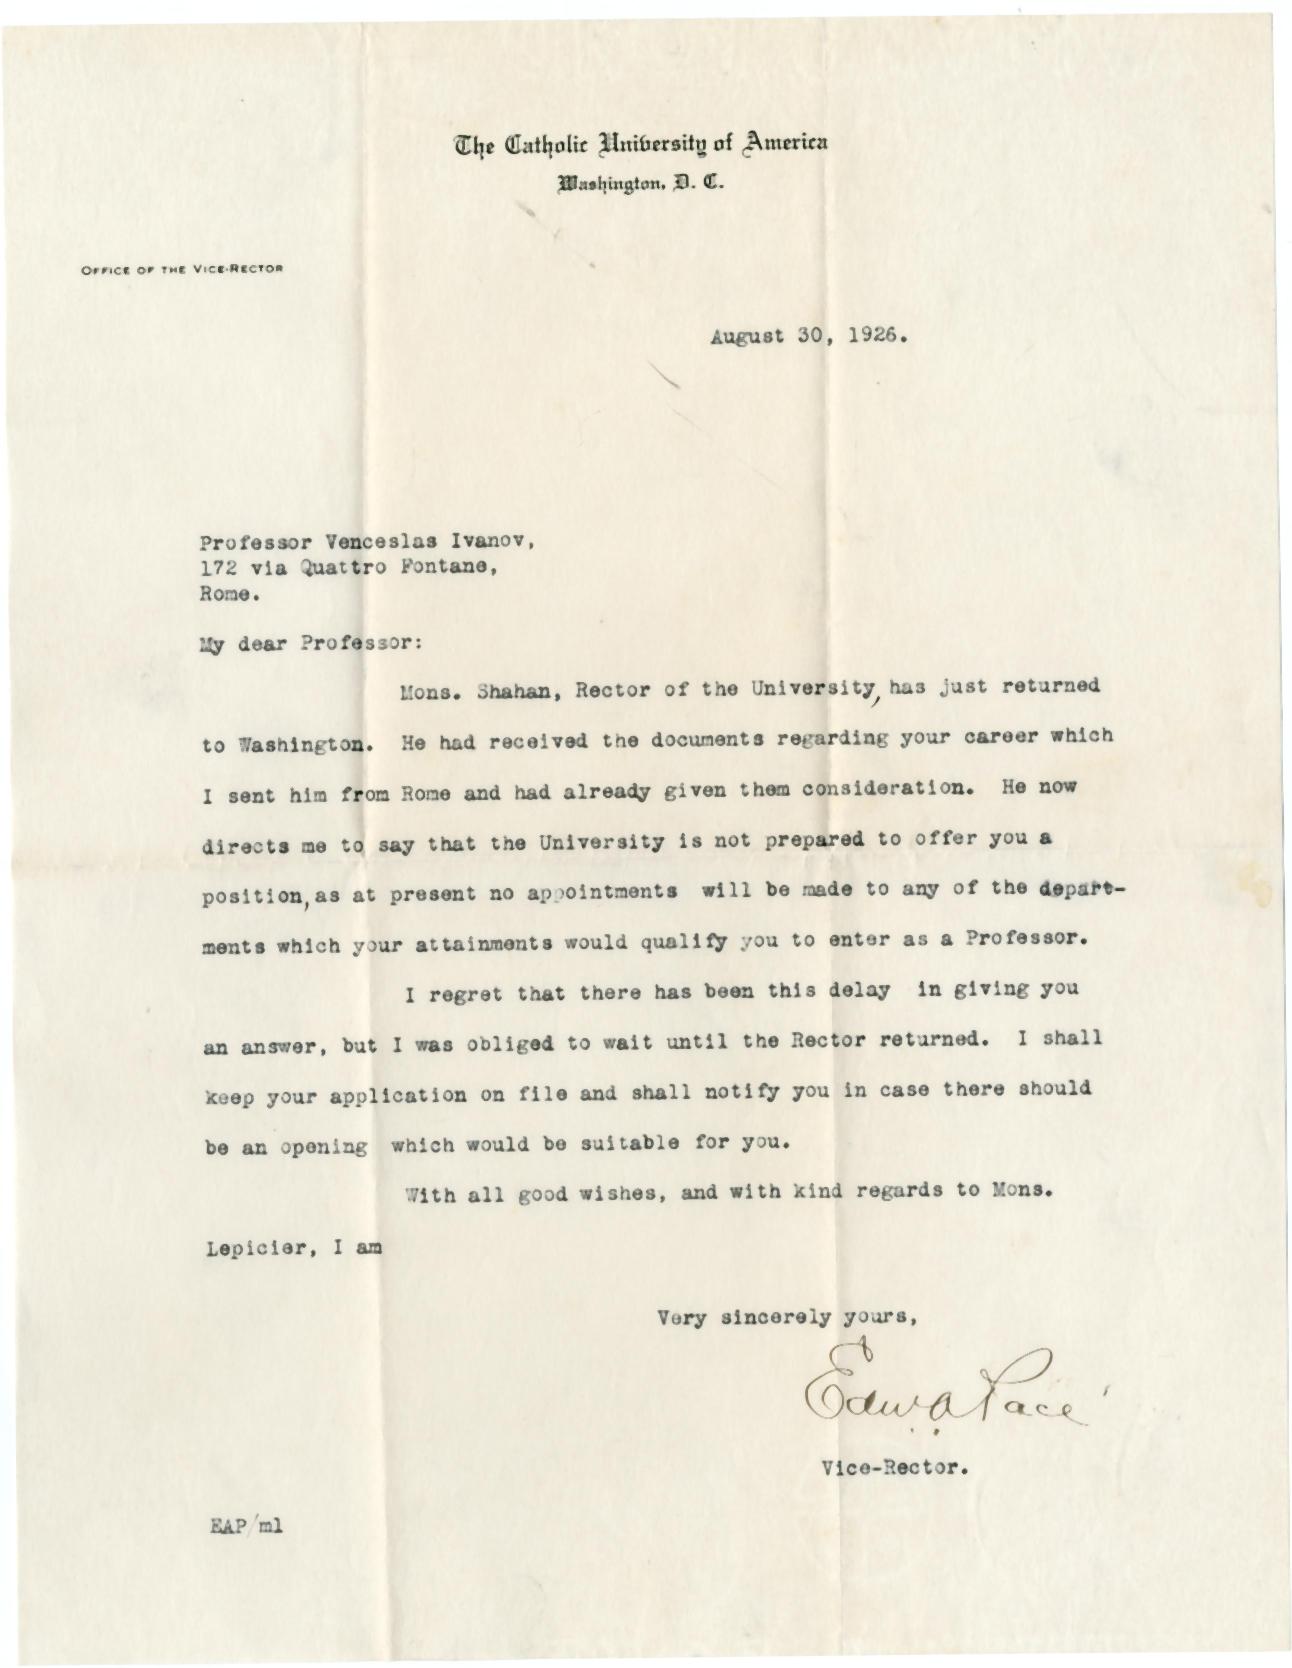 The Catholic University of America
Washington, D. C.
OFFICE OF THE VICE-RECTOR
August 30, 1926.
Professor Venceslas Ivanov,
172 via Quattro Fontane,
Rome.
My dear Professor:
Mons. Shahan, Rector of the University, has just returned
to Washington. He had received the documents regarding your career which
I sent him from Rome and had already given them consideration. He now
directs me to say that the University is not prepared to offer you a
position, as at present no appointments will be made to any of the depart-
ments which your attainments would qualify you to enter as a Professor.
I regret that there has been this delay in giving you
an answer, but I was obliged to wait until the Rector returned. I shall
keep your application on file and shall notify you in case there should
be an opening which would be suitable for you.
With all good wishes, and with kind regards to Mons.
Lepicier, I am
Very sincerely yours,
Edw. A. Pace
Vice-Rector.
EAP/ml